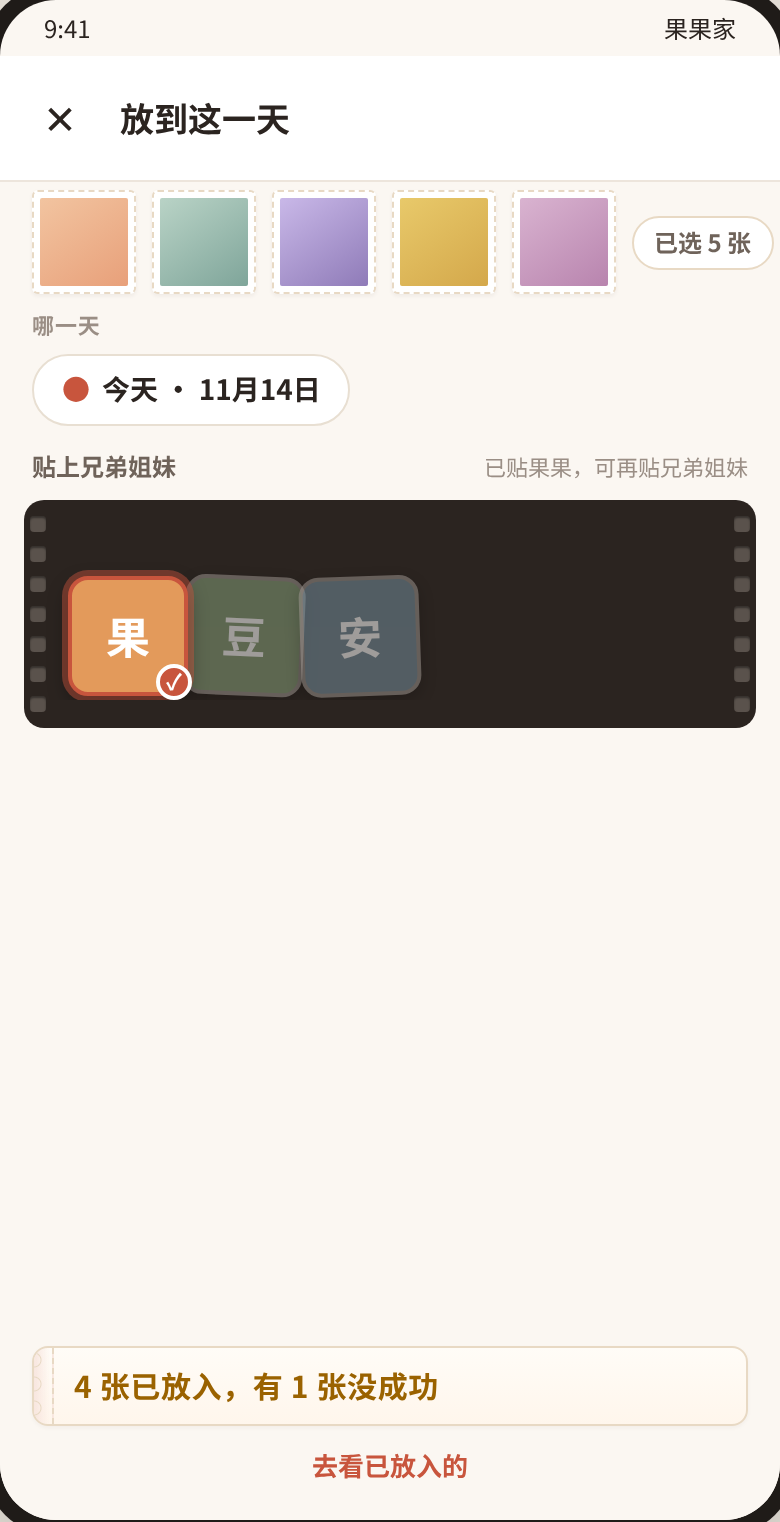 9:41
果果家
✕ 放到这一天
已选 5 张
哪一天
今天 · 11月14日
贴上兄弟姐妹
已贴果果，可再贴兄弟姐妹
果
豆
安
4 张已放入，有 1 张没成功
去看已放入的